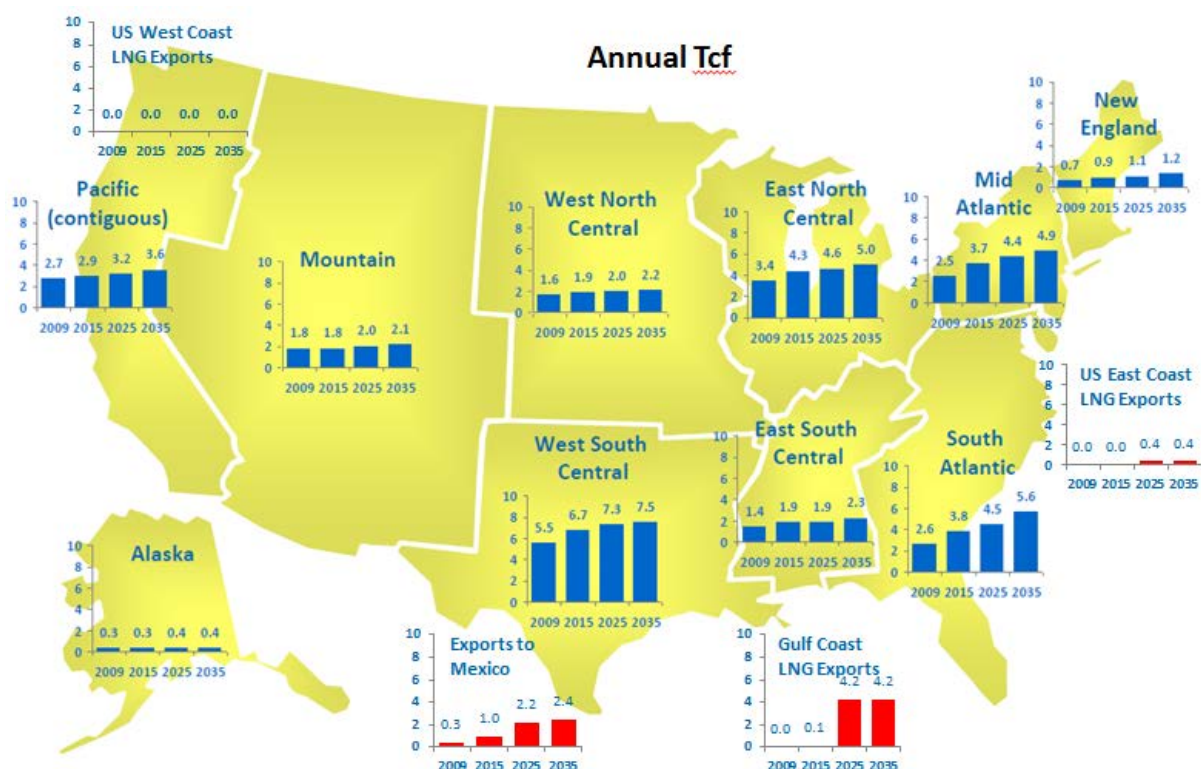 Annual Tcf
US West Coast
LNG Exports
10
8
6
4
2
0
0.0 0.0 0.0 0.0
2009 2015 2025 2035
New
England
10
8
6
4
2
0
0.7 0.9 1.1 1.2
2009 2015 2025 2035
Pacific
(contiguous)
10
8
6
4
2
0
2.7 2.9 3.2 3.6
2009 2015 2025 2035
Mountain
10
8
6
4
2
0
1.8 1.8 2.0 2.1
2009 2015 2025 2035
West North
Central
10
8
6
4
2
0
1.6 1.9 2.0 2.2
2009 2015 2025 2035
East North
Central
10
8
6
4
2
0
3.4 4.3 4.6 5.0
2009 2015 2025 2035
Mid
Atlantic
10
8
6
4
2
0
2.5 3.7 4.4 4.9
2009 2015 2025 2035
US East Coast
LNG Exports
10
8
6
4
2
0
0.0 0.0 0.4 0.4
2009 2015 2025 2035
West South
Central
10
8
6
4
2
0
5.5 6.7 7.3 7.5
2009 2015 2025 2035
East South
Central
10
8
6
4
2
0
1.4 1.9 1.9 2.3
2009 2015 2025 2035
South
Atlantic
10
8
6
4
2
0
2.6 3.8 4.5 5.6
2009 2015 2025 2035
Alaska
10
8
6
4
2
0
0.3 0.3 0.4 0.4
2009 2015 2025 2035
Exports to
Mexico
10
8
6
4
2
0
0.3 1.0 2.2 2.4
2009 2015 2025 2035
Gulf Coast
LNG Exports
10
8
6
4
2
0
0.0 0.1 4.2 4.2
2009 2015 2025 2035